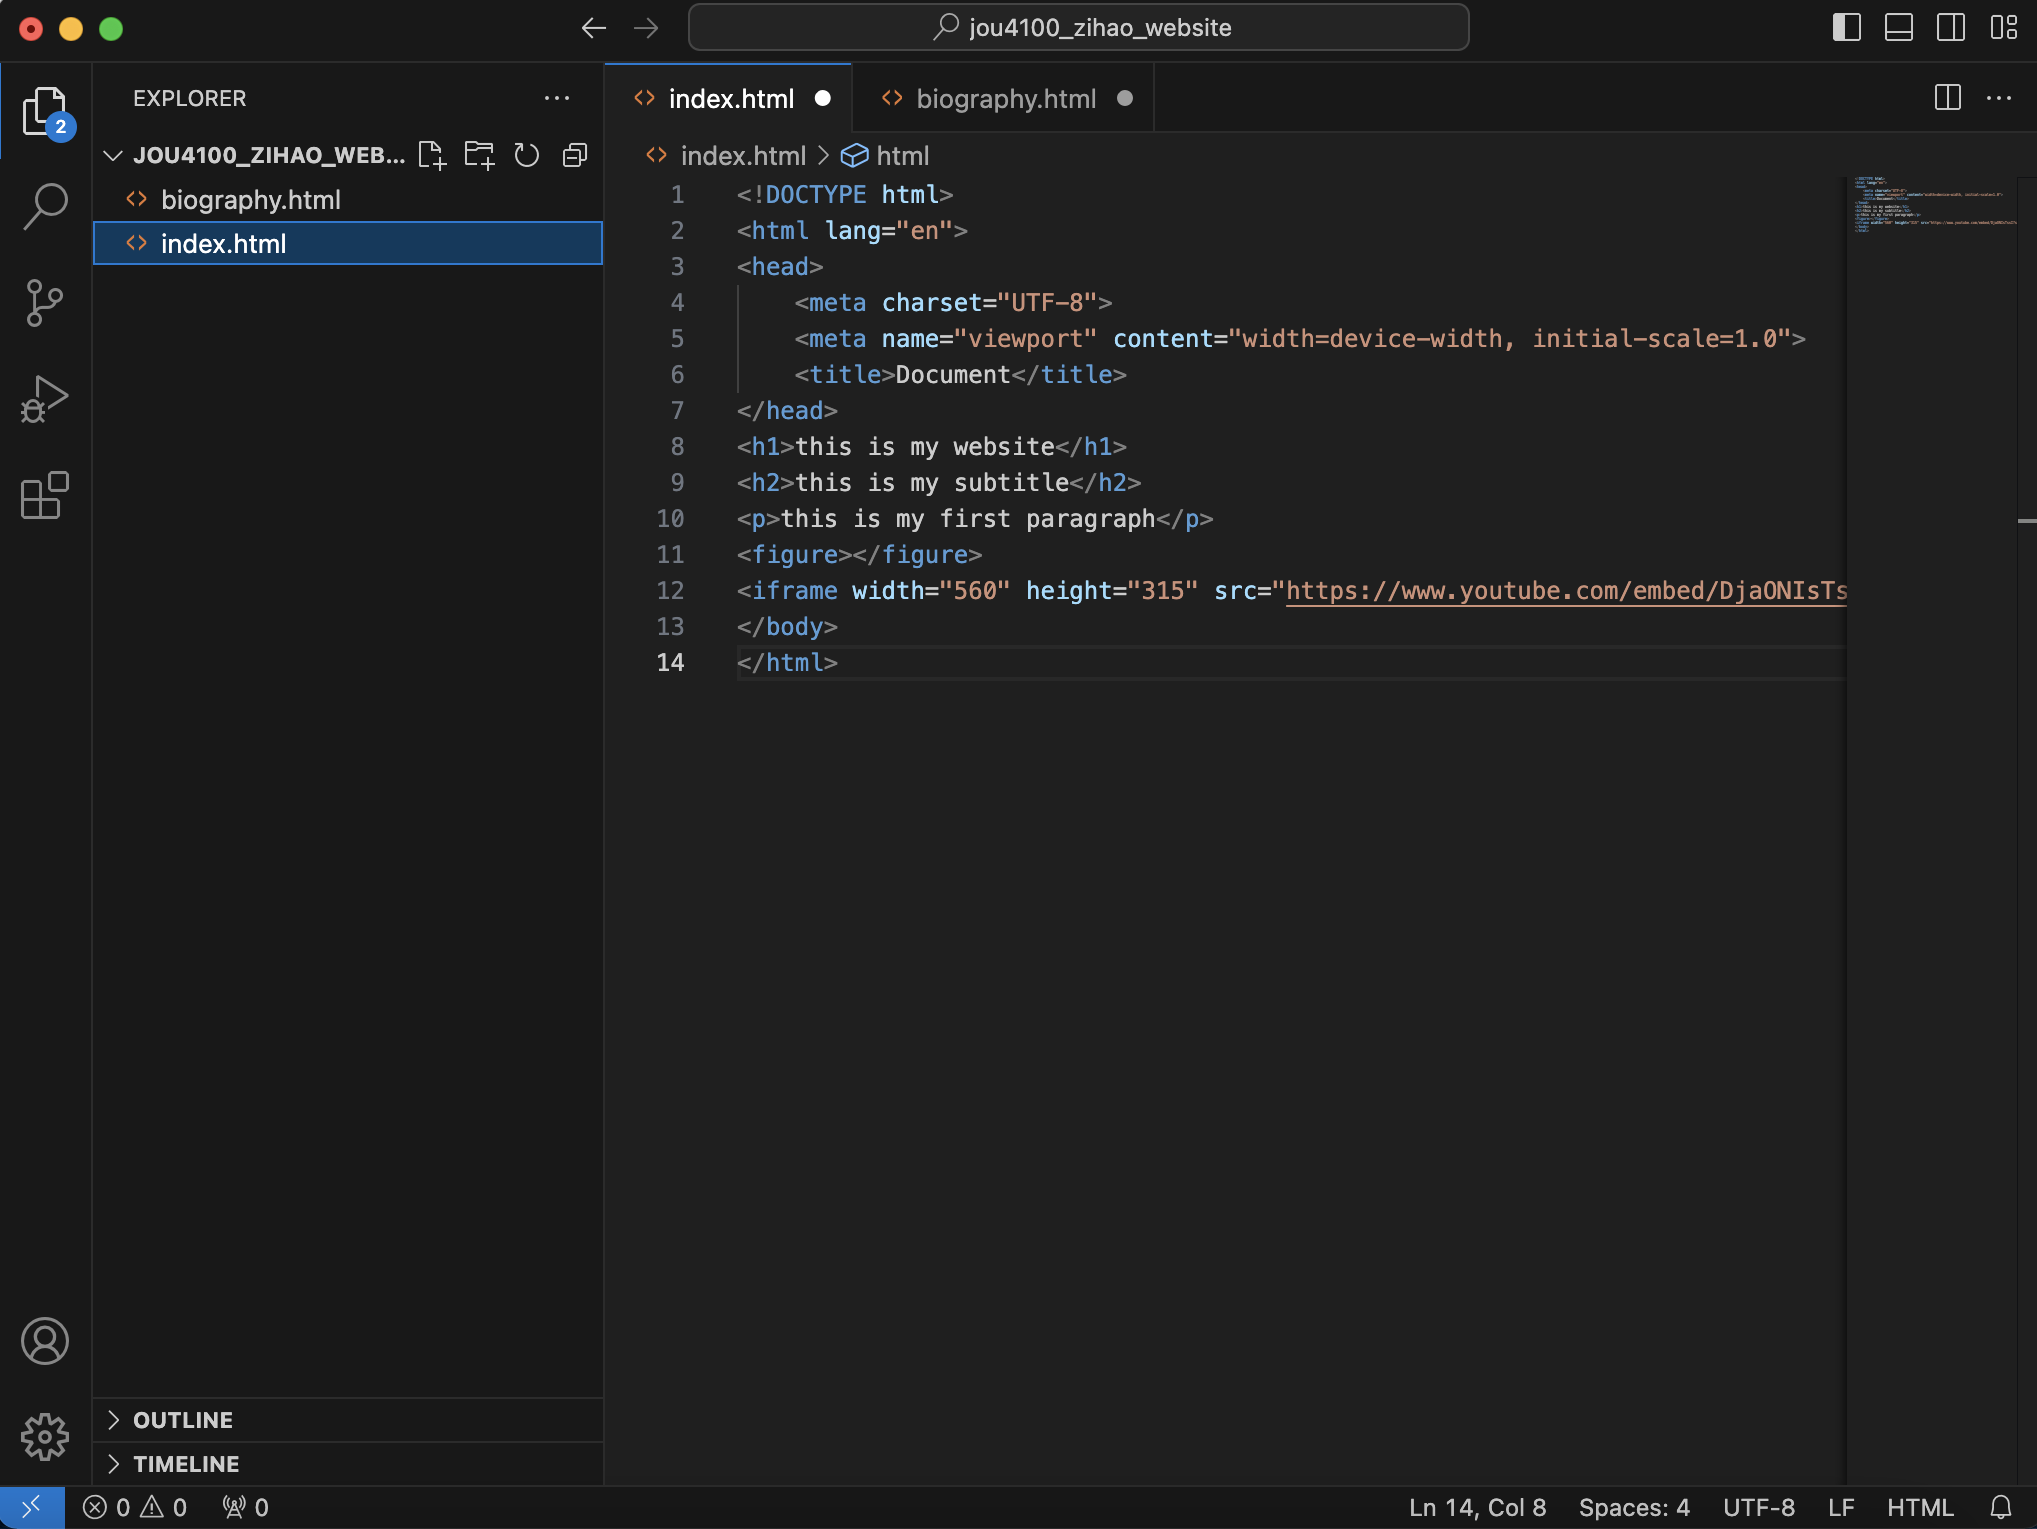 jou4100_zihao_website
EXPLORER
2
JOU4100_ZIHAO_WEB...
biography.html
index.html
index.html
biography.html
index.html > html
1 <!DOCTYPE html>
2 <html lang="en">
3 <head>
4 <meta charset="UTF-8">
5 <meta name="viewport" content="width=device-width, initial-scale=1.0">
6 <title>Document</title>
7 </head>
8 <h1>this is my website</h1>
9 <h2>this is my subtitle</h2>
10 <p>this is my first paragraph</p>
11 <figure></figure>
12 <iframe width="560" height="315" src="https://www.youtube.com/embed/DjaONIsTs
13 </body>
14 </html>
OUTLINE
TIMELINE
0 0 0
Ln 14, Col 8 Spaces: 4 UTF-8 LF HTML